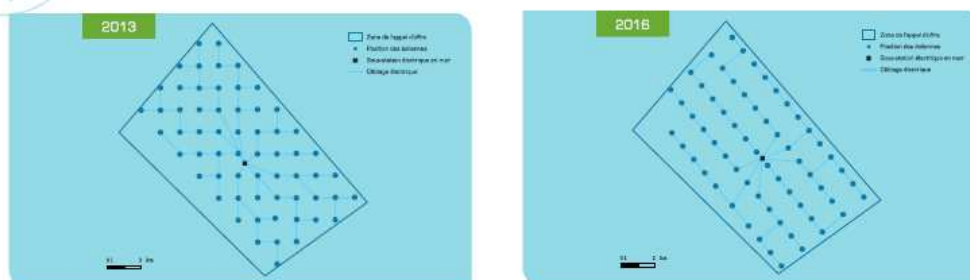 2013
Zone de l'appel d'offre
Position des éoliennes
Sous-station électrique en mer
Câblage électrique
2016
Zone de l'appel d'offre
Position des éoliennes
Sous-station électrique en mer
Câblage électrique